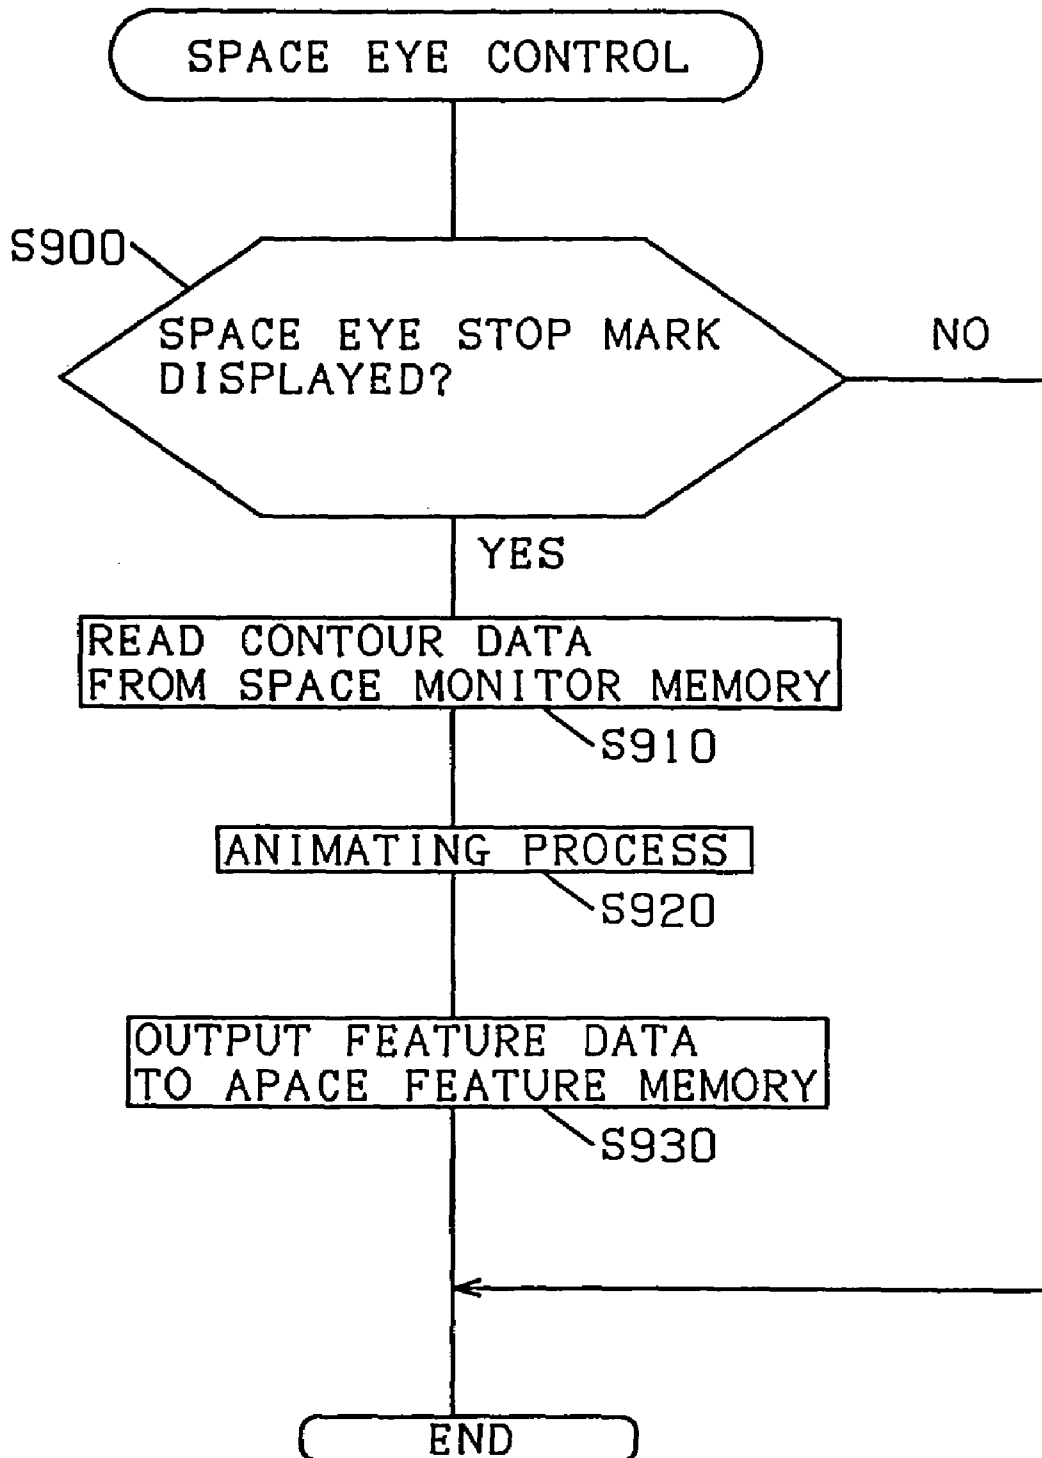 SPACE EYE CONTROL
S900
SPACE EYE STOP MARK
DISPLAYED?
NO
YES
READ CONTOUR DATA
FROM SPACE MONITOR MEMORY
S910
ANIMATING PROCESS
S920
OUTPUT FEATURE DATA
TO APACE FEATURE MEMORY
S930
END